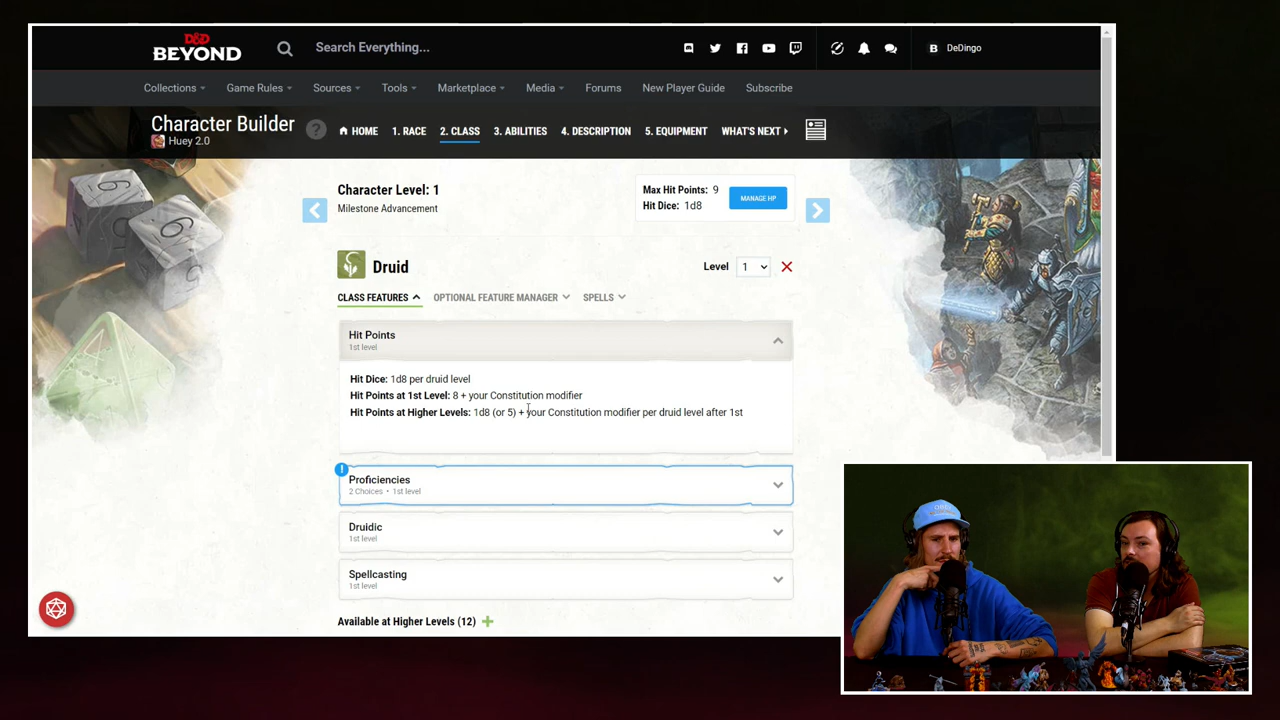 D&D
BEYOND
Search Everything...
B DeDingo
Collections
Game Rules
Sources
Tools
Marketplace
Media
Forums
New Player Guide
Subscribe
Character Builder
Huey 2.0
?
HOME
1. RACE
2. CLASS
3. ABILITIES
4. DESCRIPTION
5. EQUIPMENT
WHAT'S NEXT
Character Level: 1
Milestone Advancement
Max Hit Points: 9
Hit Dice: 1d8
MANAGE HP
Druid
Level 1
CLASS FEATURES
OPTIONAL FEATURE MANAGER
SPELLS
Hit Points
1st level
Hit Dice: 1d8 per druid level
Hit Points at 1st Level: 8 + your Constitution modifier
Hit Points at Higher Levels: 1d8 (or 5) + your Constitution modifier per druid level after 1st
!
Proficiencies
2 Choices • 1st level
Druidic
1st level
Spellcasting
1st level
Available at Higher Levels (12)